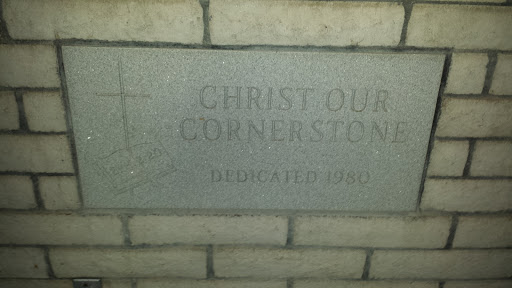 CHRIST OUR
CORNERSTONE
DEDICATED 1980